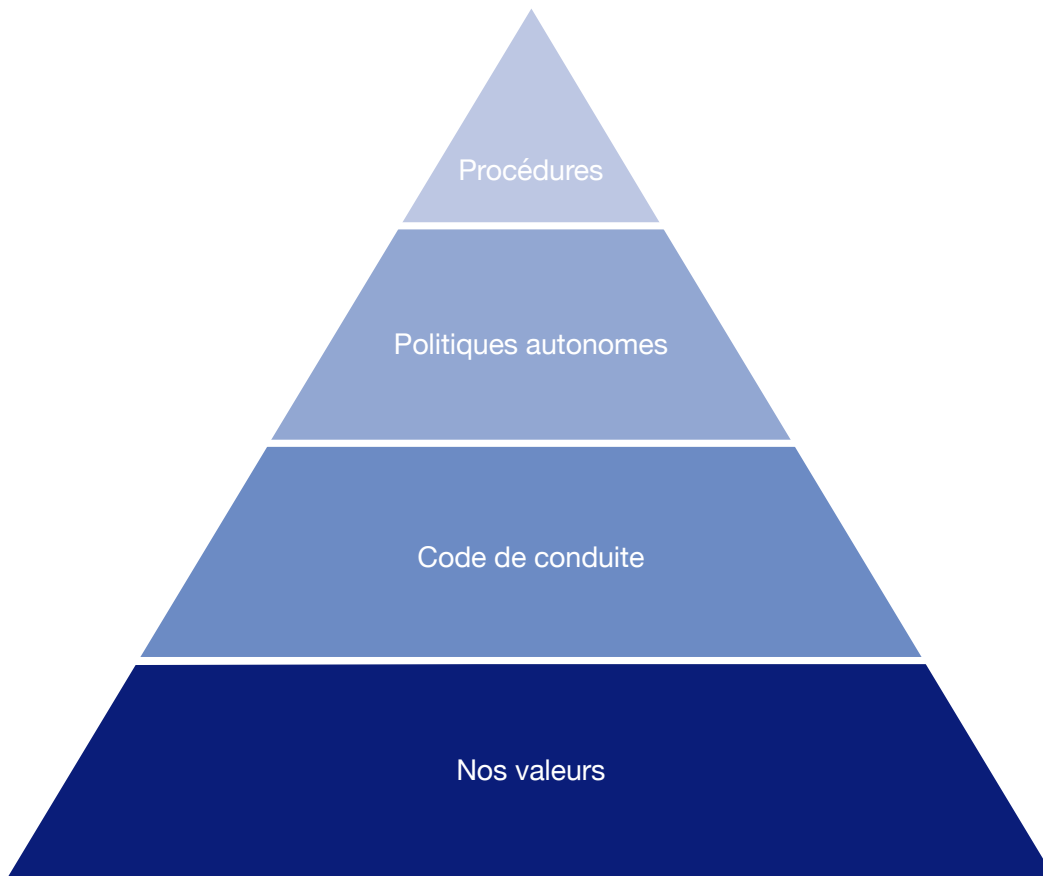 Procédures
Politiques autonomes
Code de conduite
Nos valeurs